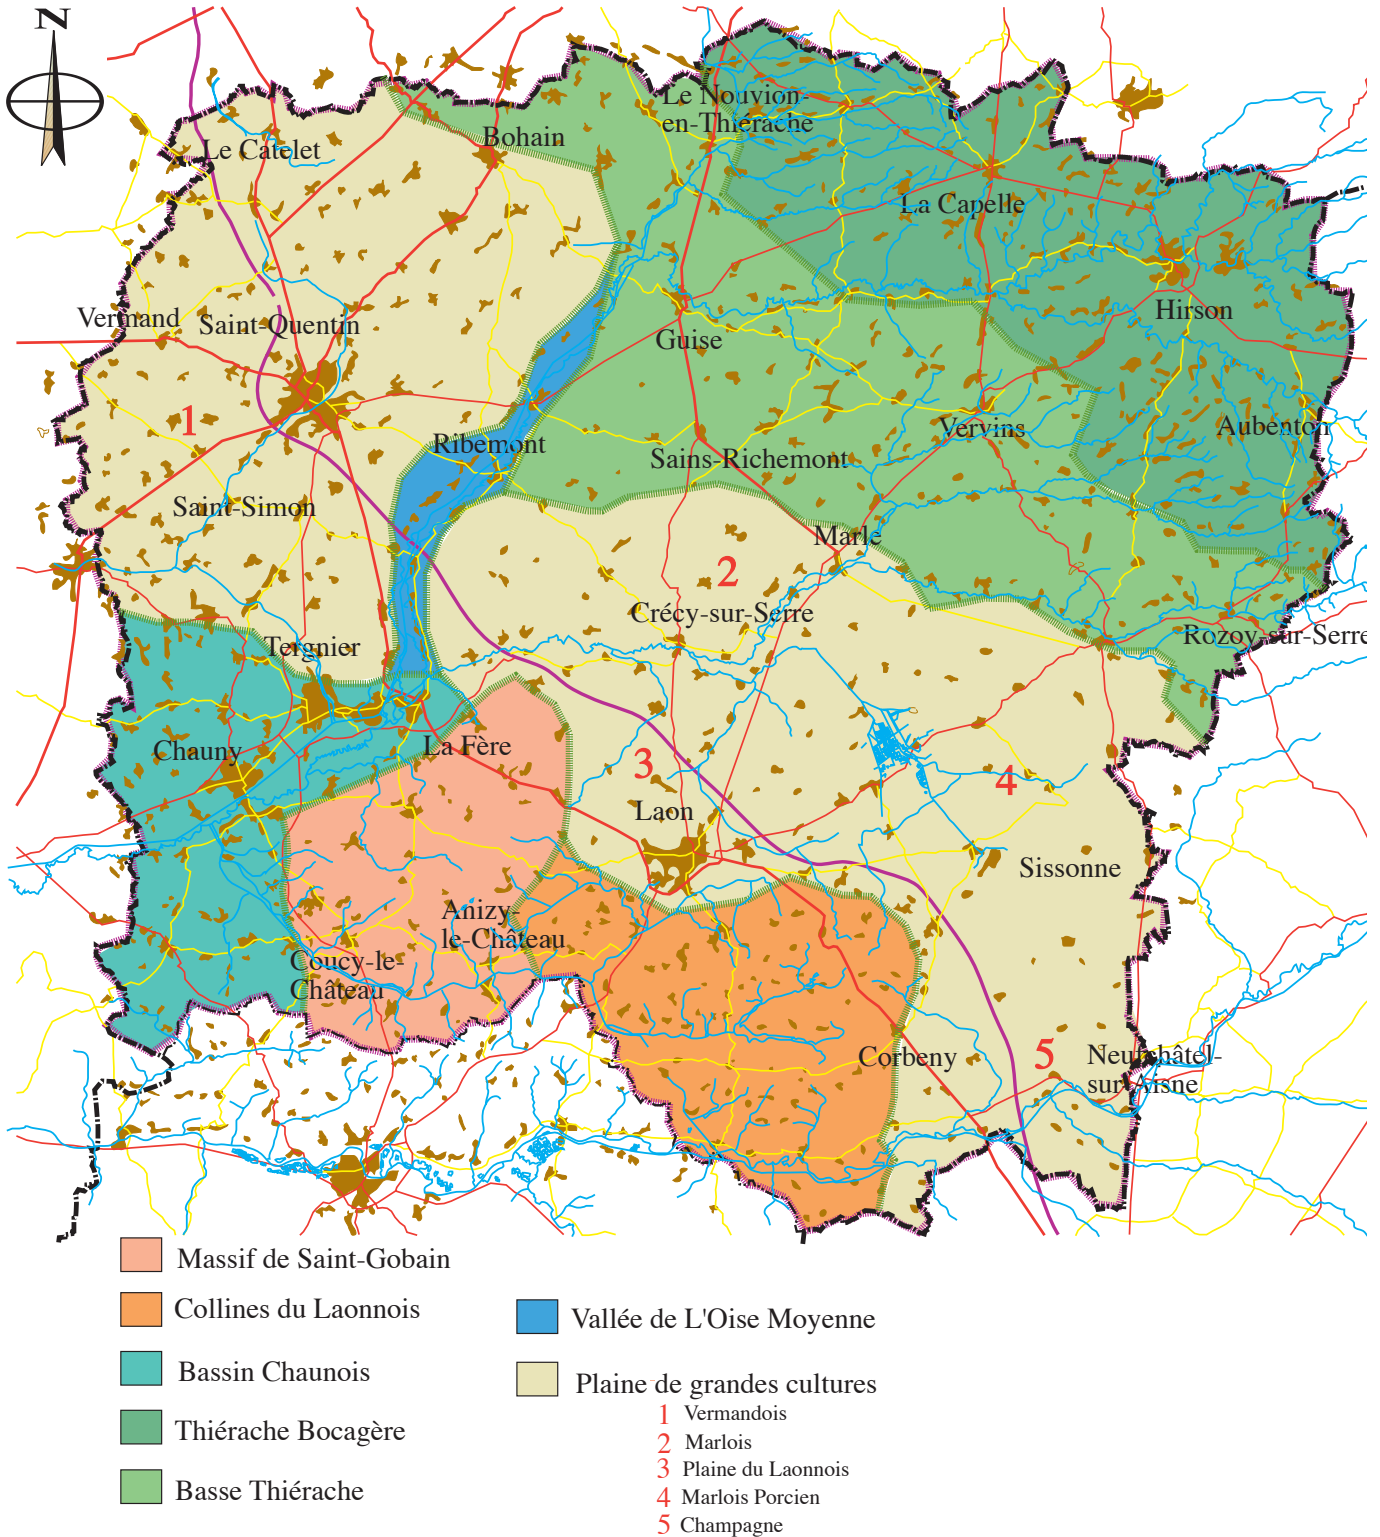 N
Le Nouvion-
en-Thiérache
Bohain
Le Catelet
La Capelle
Vermand
Saint-Quentin
Hirson
Guise
1
Ribemont
Vervins
Aubenton
Sains-Richemont
Saint-Simon
Marle
2
Crécy-sur-Serre
Rozoy-sur-Serre
Tergnier
Chauny
La Fère
3
4
Laon
Sissonne
Anizy-
le-Château
Coucy-le-
Château
Corbeny
5
Neufchâtel-
sur-Aisne
Massif de Saint-Gobain
Collines du Laonnois
Bassin Chaunois
Thiérache Bocagère
Basse Thiérache
Vallée de L'Oise Moyenne
Plaine de grandes cultures
1 Vermandois
2 Marlois
3 Plaine du Laonnois
4 Marlois Porcien
5 Champagne